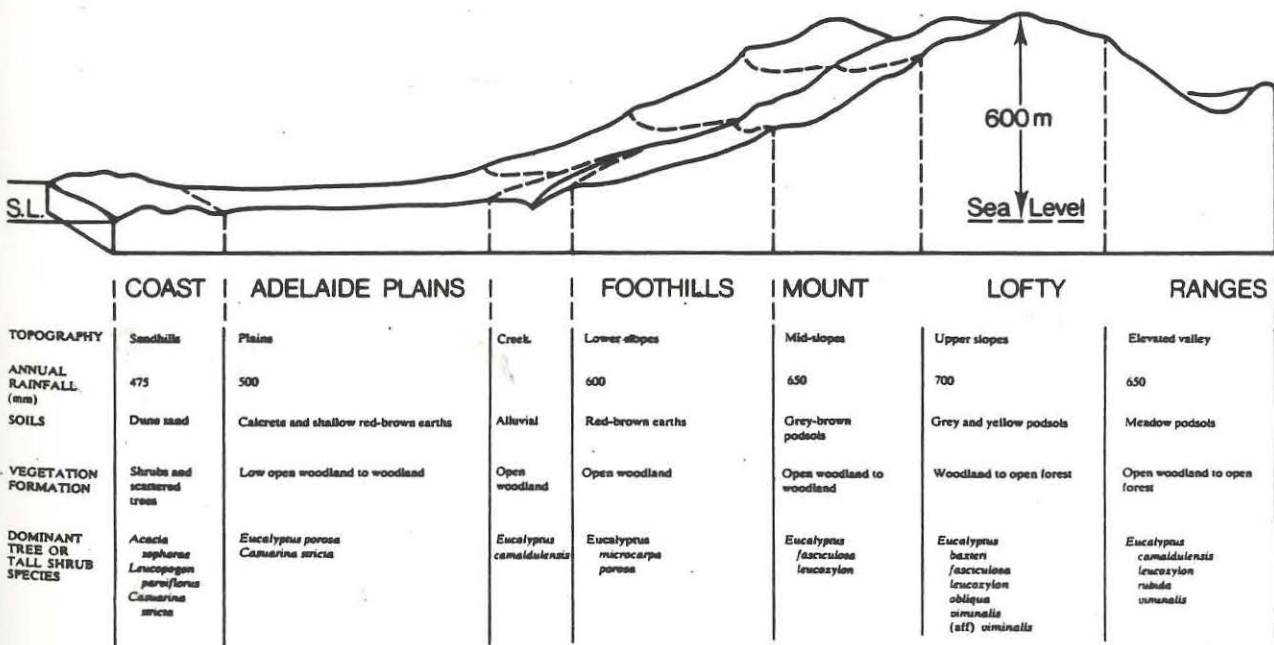 600m
S.L.
Sea Level
COAST ADELAIDE PLAINS FOOTHILLS MOUNT LOFTY RANGES
TOPOGRAPHY Sandhills Plains Creek Lower slopes Mid-slopes Upper slopes Elevated valley
ANNUAL
RAINFALL 475 500 600 650 700 650
(mm)
SOILS Dune sand Calcrete and shallow red-brown earths Alluvial Red-brown earths Grey-brown Grey and yellow podsols Meadow podsols
podsols
VEGETATION Shrubs and Low open woodland to woodland Open Open woodland Open woodland to Woodland to open forest Open woodland to open
FORMATION scattered woodland woodland forest
trees
DOMINANT Acacia Eucalyptus porosa Eucalyptus Eucalyptus Eucalyptus Eucalyptus Eucalyptus
TREE OR sophorae Casuarina stricta camaldulensis microcarpa fasciculosa baxteri camaldulensis
TALL SHRUB Leucopogon porosa leucoxylon fasciculosa leucoxylon
SPECIES parviflorus leucoxylon rubida
Casuarina obliqua viminalis
stricta viminalis
(aff) viminalis